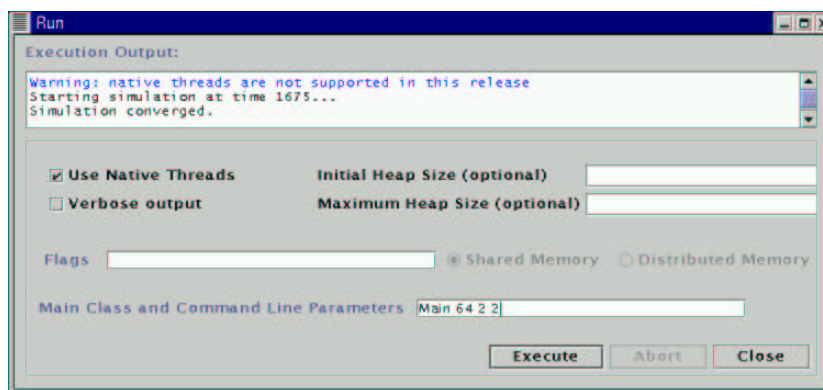 Run
Execution Output:
Warning: native threads are not supported in this release
Starting simulation at time 1675...
Simulation converged.
Use Native Threads Initial Heap Size (optional)
Verbose output Maximum Heap Size (optional)
Flags Shared Memory Distributed Memory
Main Class and Command Line Parameters Main 64 2 2
Execute Abort Close